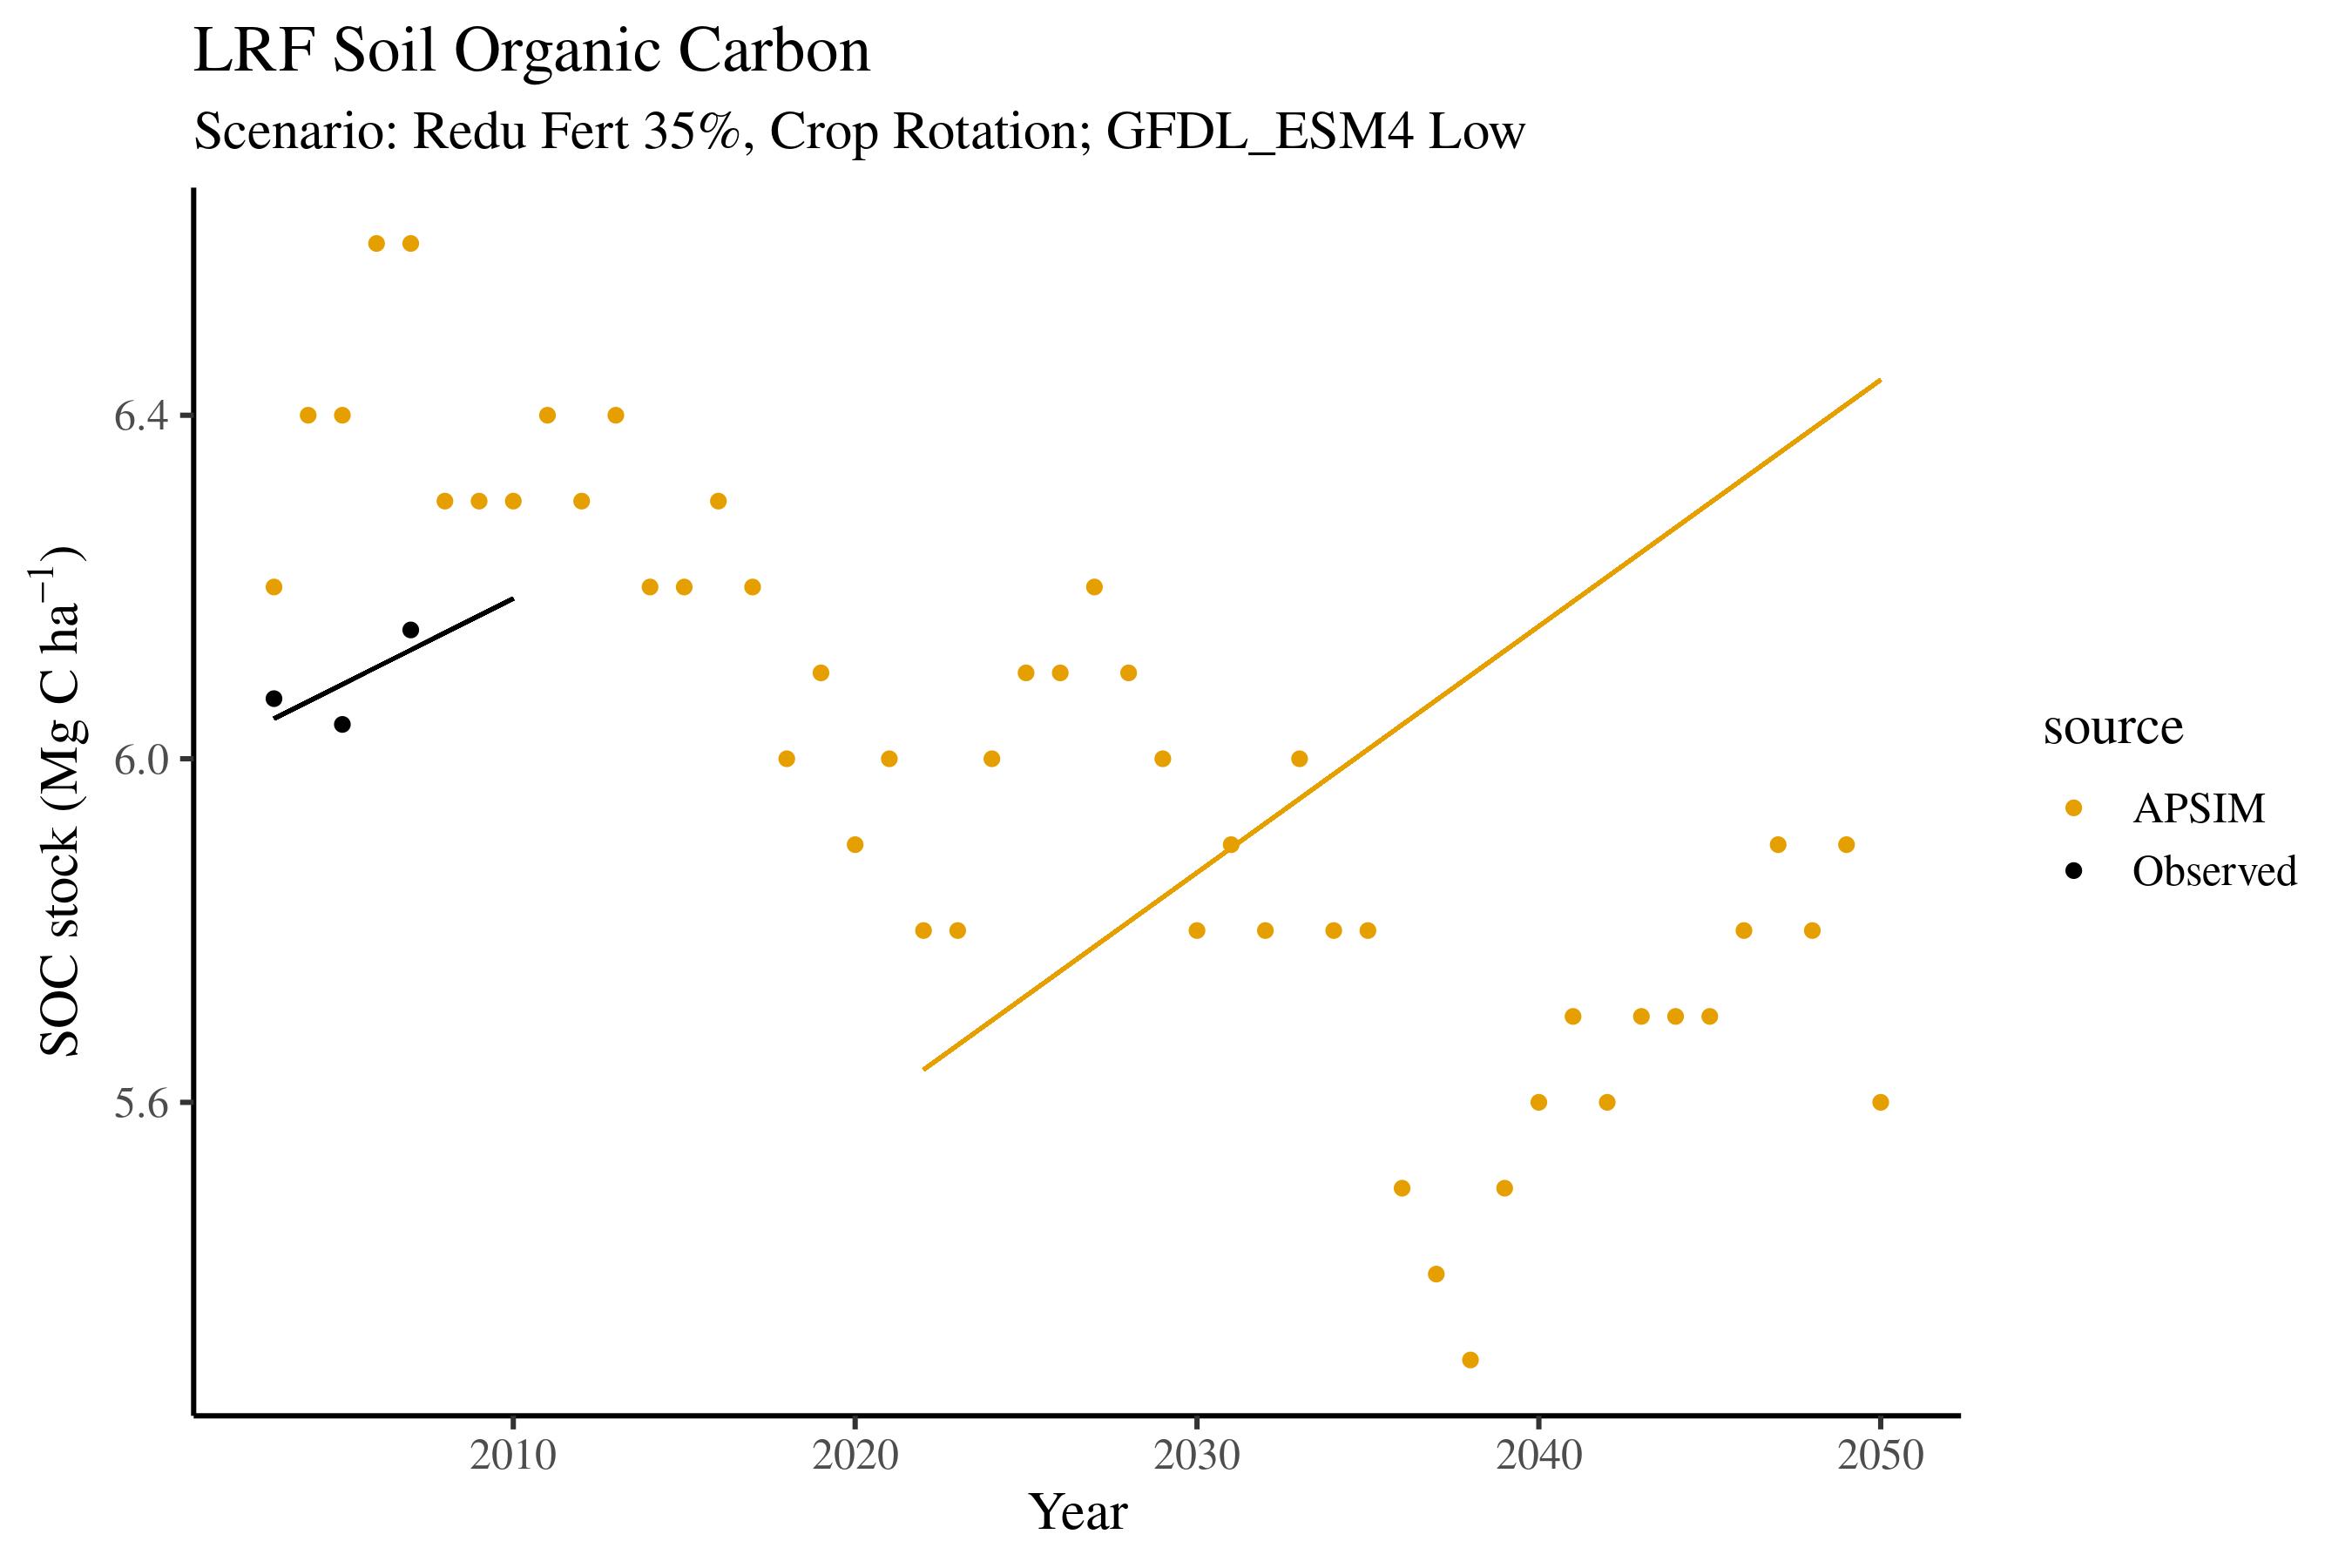 LRF Soil Organic Carbon
Scenario: Redu Fert 35%, Crop Rotation; GFDL_ESM4 Low
SOC stock (Mg C ha⁻¹)
6.4
6.0
5.6
2010 2020 2030 2040 2050
Year
source
APSIM
Observed